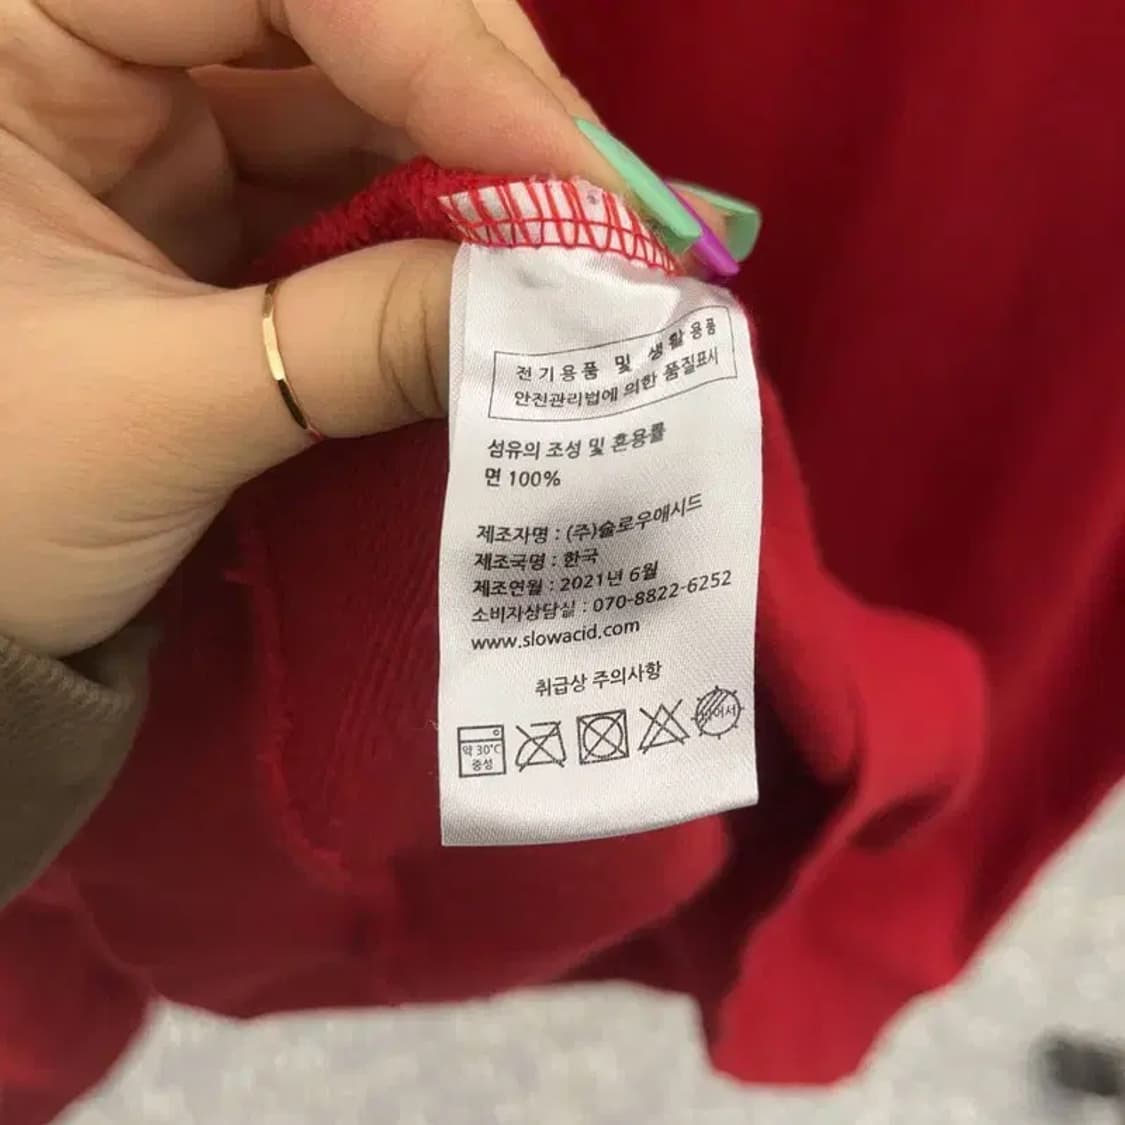 전기용품 및 생활용품
안전관리법에 의한 품질표시
섬유의 조성 및 혼용률
면 100%
제조자명 : (주)슬로우애시드
제조국명 : 한국
제조연월 : 2021년 6월
소비자상담실 : 070-8822-6252
www.slowacid.com
취급상 주의사항
약 30℃
중성